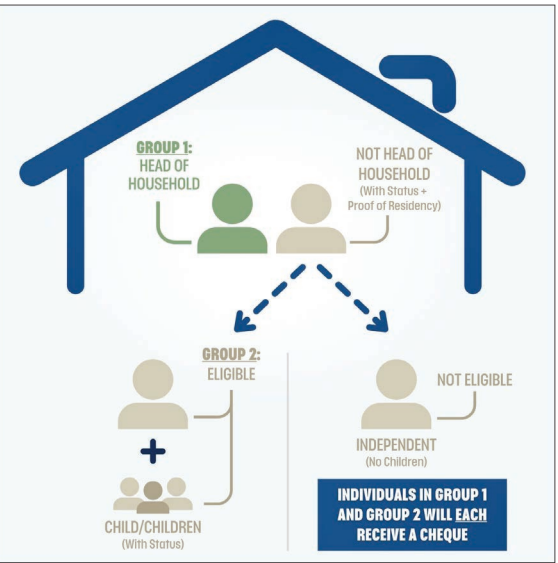 GROUP 1:
HEAD OF
HOUSEHOLD
NOT HEAD OF
HOUSEHOLD
(With Status +
Proof of Residency)
GROUP 2:
ELIGIBLE
CHILD/CHILDREN
(With Status)
NOT ELIGIBLE
INDEPENDENT
(No Children)
INDIVIDUALS IN GROUP 1
AND GROUP 2 WILL EACH
RECEIVE A CHEQUE